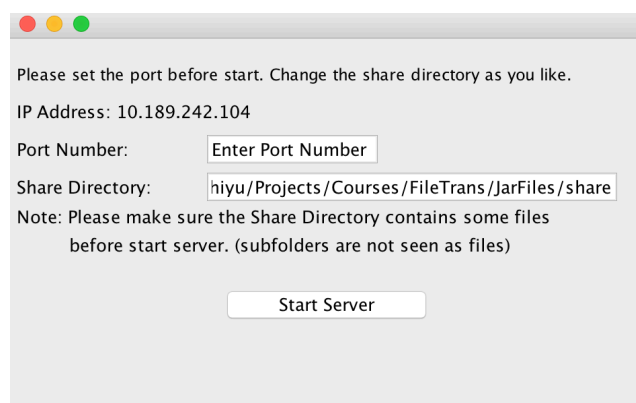 Please set the port before start. Change the share directory as you like.
IP Address: 10.189.242.104
Port Number: Enter Port Number
Share Directory: hiyu/Projects/Courses/FileTrans/JarFiles/share
Note: Please make sure the Share Directory contains some files
before start server. (subfolders are not seen as files)
Start Server